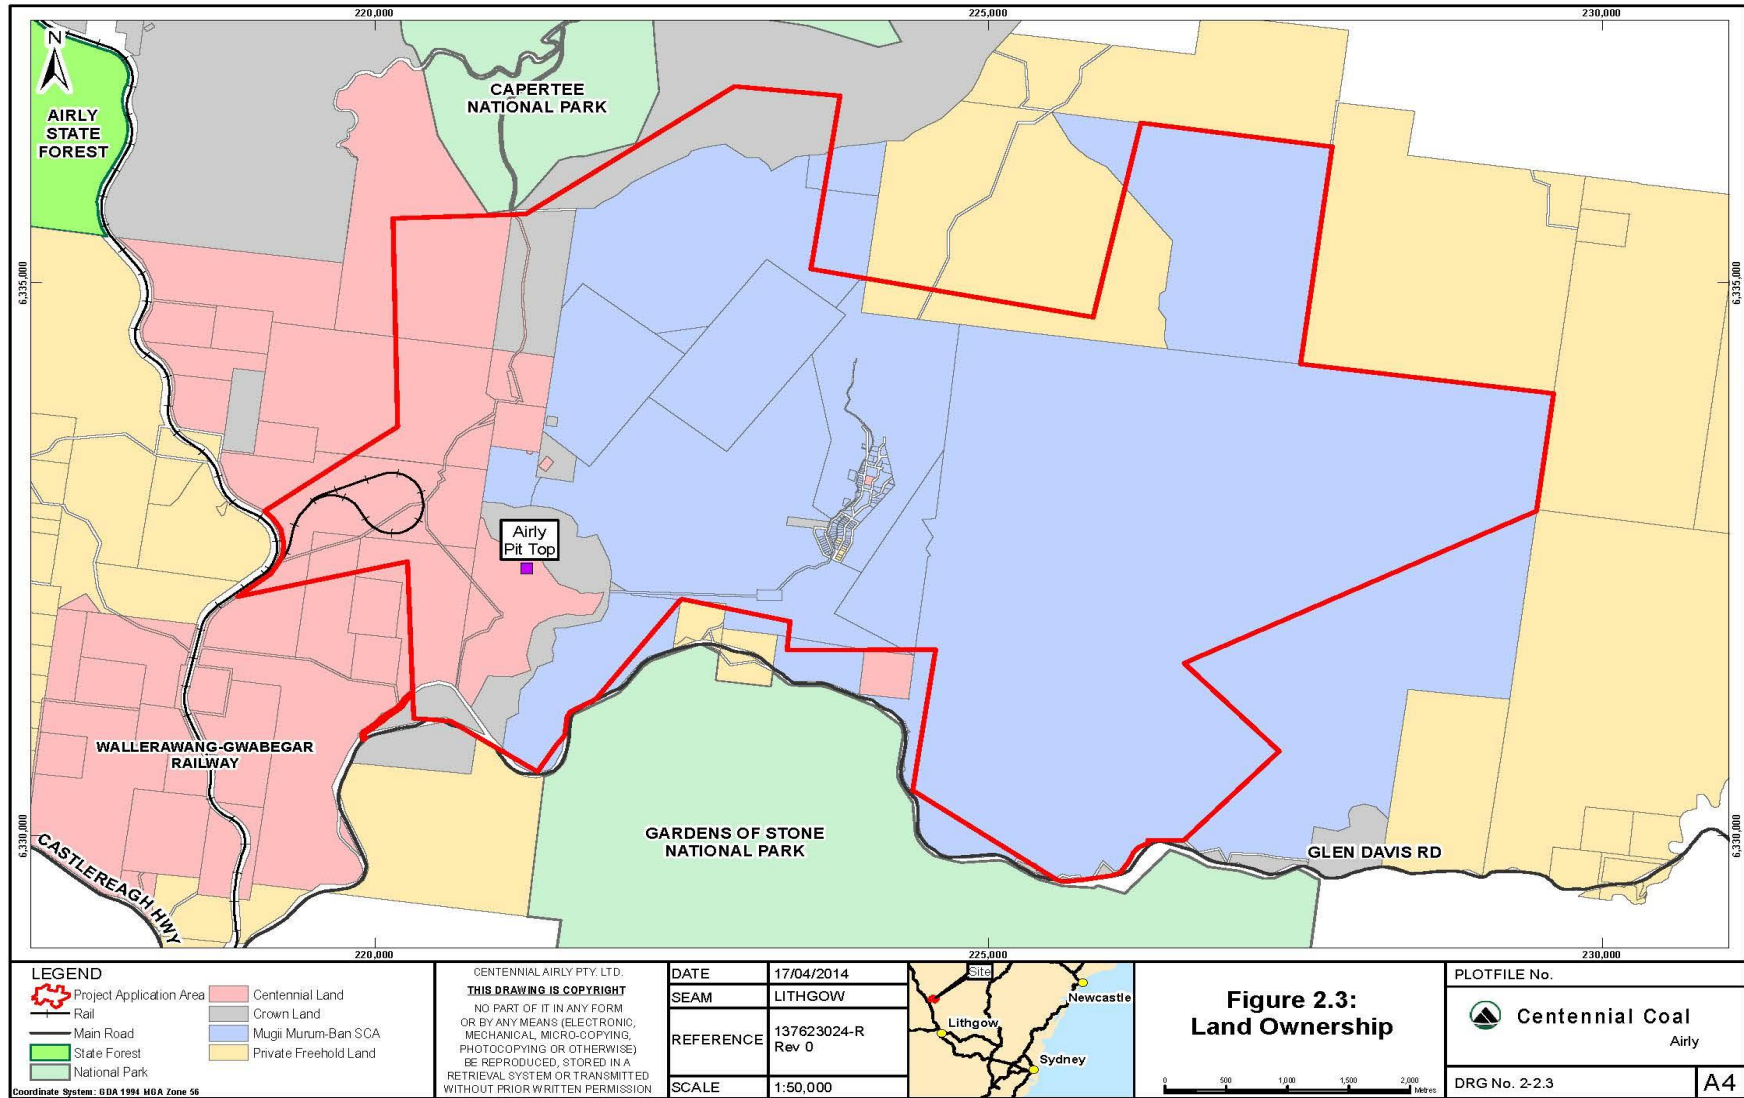 220,000
225,000
230,000
N
AIRLY
STATE
FOREST
CAPERTEE
NATIONAL PARK
6,335,000
6,335,000
Airly
Pit Top
WALLERAWANG-GWABEGAR
RAILWAY
GARDENS OF STONE
NATIONAL PARK
GLEN DAVIS RD
6,330,000
6,330,000
CASTLEREAGH HWY
220,000
225,000
230,000
LEGEND
Project Application Area
Rail
Main Road
State Forest
National Park
Centennial Land
Crown Land
Mugii Murum-Ban SCA
Private Freehold Land
Coordinate System: GDA 1994 MGA Zone 56
CENTENNIAL AIRLY PTY. LTD.
THIS DRAWING IS COPYRIGHT
NO PART OF IT IN ANY FORM
OR BY ANY MEANS (ELECTRONIC,
MECHANICAL, MICRO-COPYING,
PHOTOCOPYING OR OTHERWISE)
BE REPRODUCED, STORED IN A
RETRIEVAL SYSTEM OR TRANSMITTED
WITHOUT PRIOR WRITTEN PERMISSION
DATE 17/04/2014
SEAM LITHGOW
REFERENCE 137623024-R
Rev 0
SCALE 1:50,000
Site
Newcastle
Lithgow
Sydney
Figure 2.3:
Land Ownership
0 500 1,000 1,500 2,000
Metres
PLOTFILE No.
Centennial Coal
Airly
DRG No. 2-2.3
A4